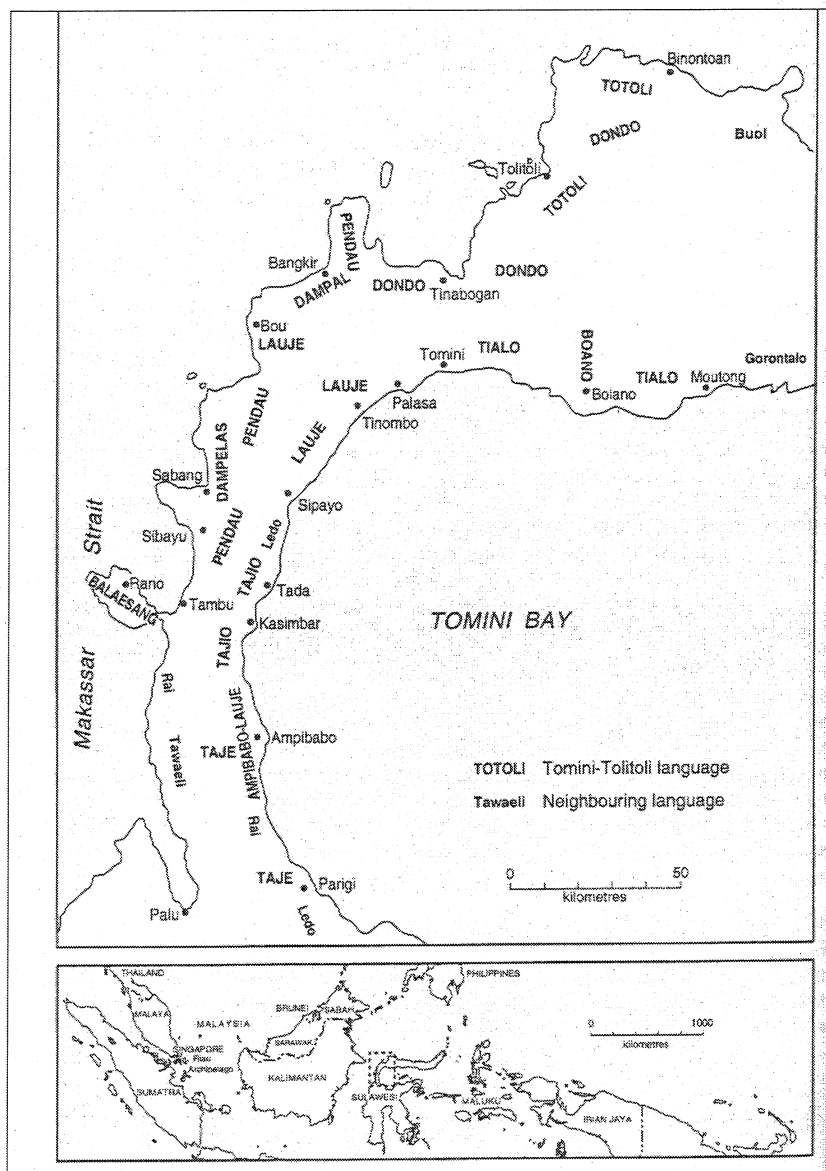 Binontoan
TOTOLI
DONDO
Buol
Tolitoli
TOTOLI
PENDAU
Bangkir
DAMPAL
DONDO
DONDO
Tinabogan
Bou
LAUJE
Tomini
TIALO
BOANO
Gorontalo
LAUJE
TIALO
Moutong
Palasa
Boiano
PENDAU
Tinombo
LAUJE
DAMPELAS
Sabang
Sipayo
Strait
Sibayu
PENDAU
Ledo
TAJIO
Rano
BALAESANG
Tambu
Tada
Kasimbar
TOMINI BAY
TAJIO
Makassar
Rai
AMPIBABO-LAUJE
Tawaeli
TAJE
Ampibabo
TOTOLI Tomini-Tolitoli language
Tawaeli Neighbouring language
Rai
0 50
kilometres
TAJE
Parigi
Palu
Ledo
THAILAND
PHILIPPINES
MALAYA
BRUNEI
SABAH
MALAYSIA
0 1000
kilometres
SARAWAK
SINGAPORE
Riau
Archipelago
KALIMANTAN
SUMATRA
SULAWESI
MALUKU
IRIAN JAYA